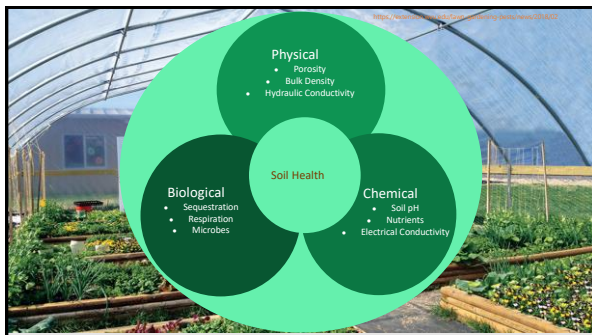 Physical
• Porosity
• Bulk Density
• Hydraulic Conductivity
Soil Health
Biological
• Sequestration
• Respiration
• Microbes
Chemical
• Soil pH
• Nutrients
• Electrical Conductivity